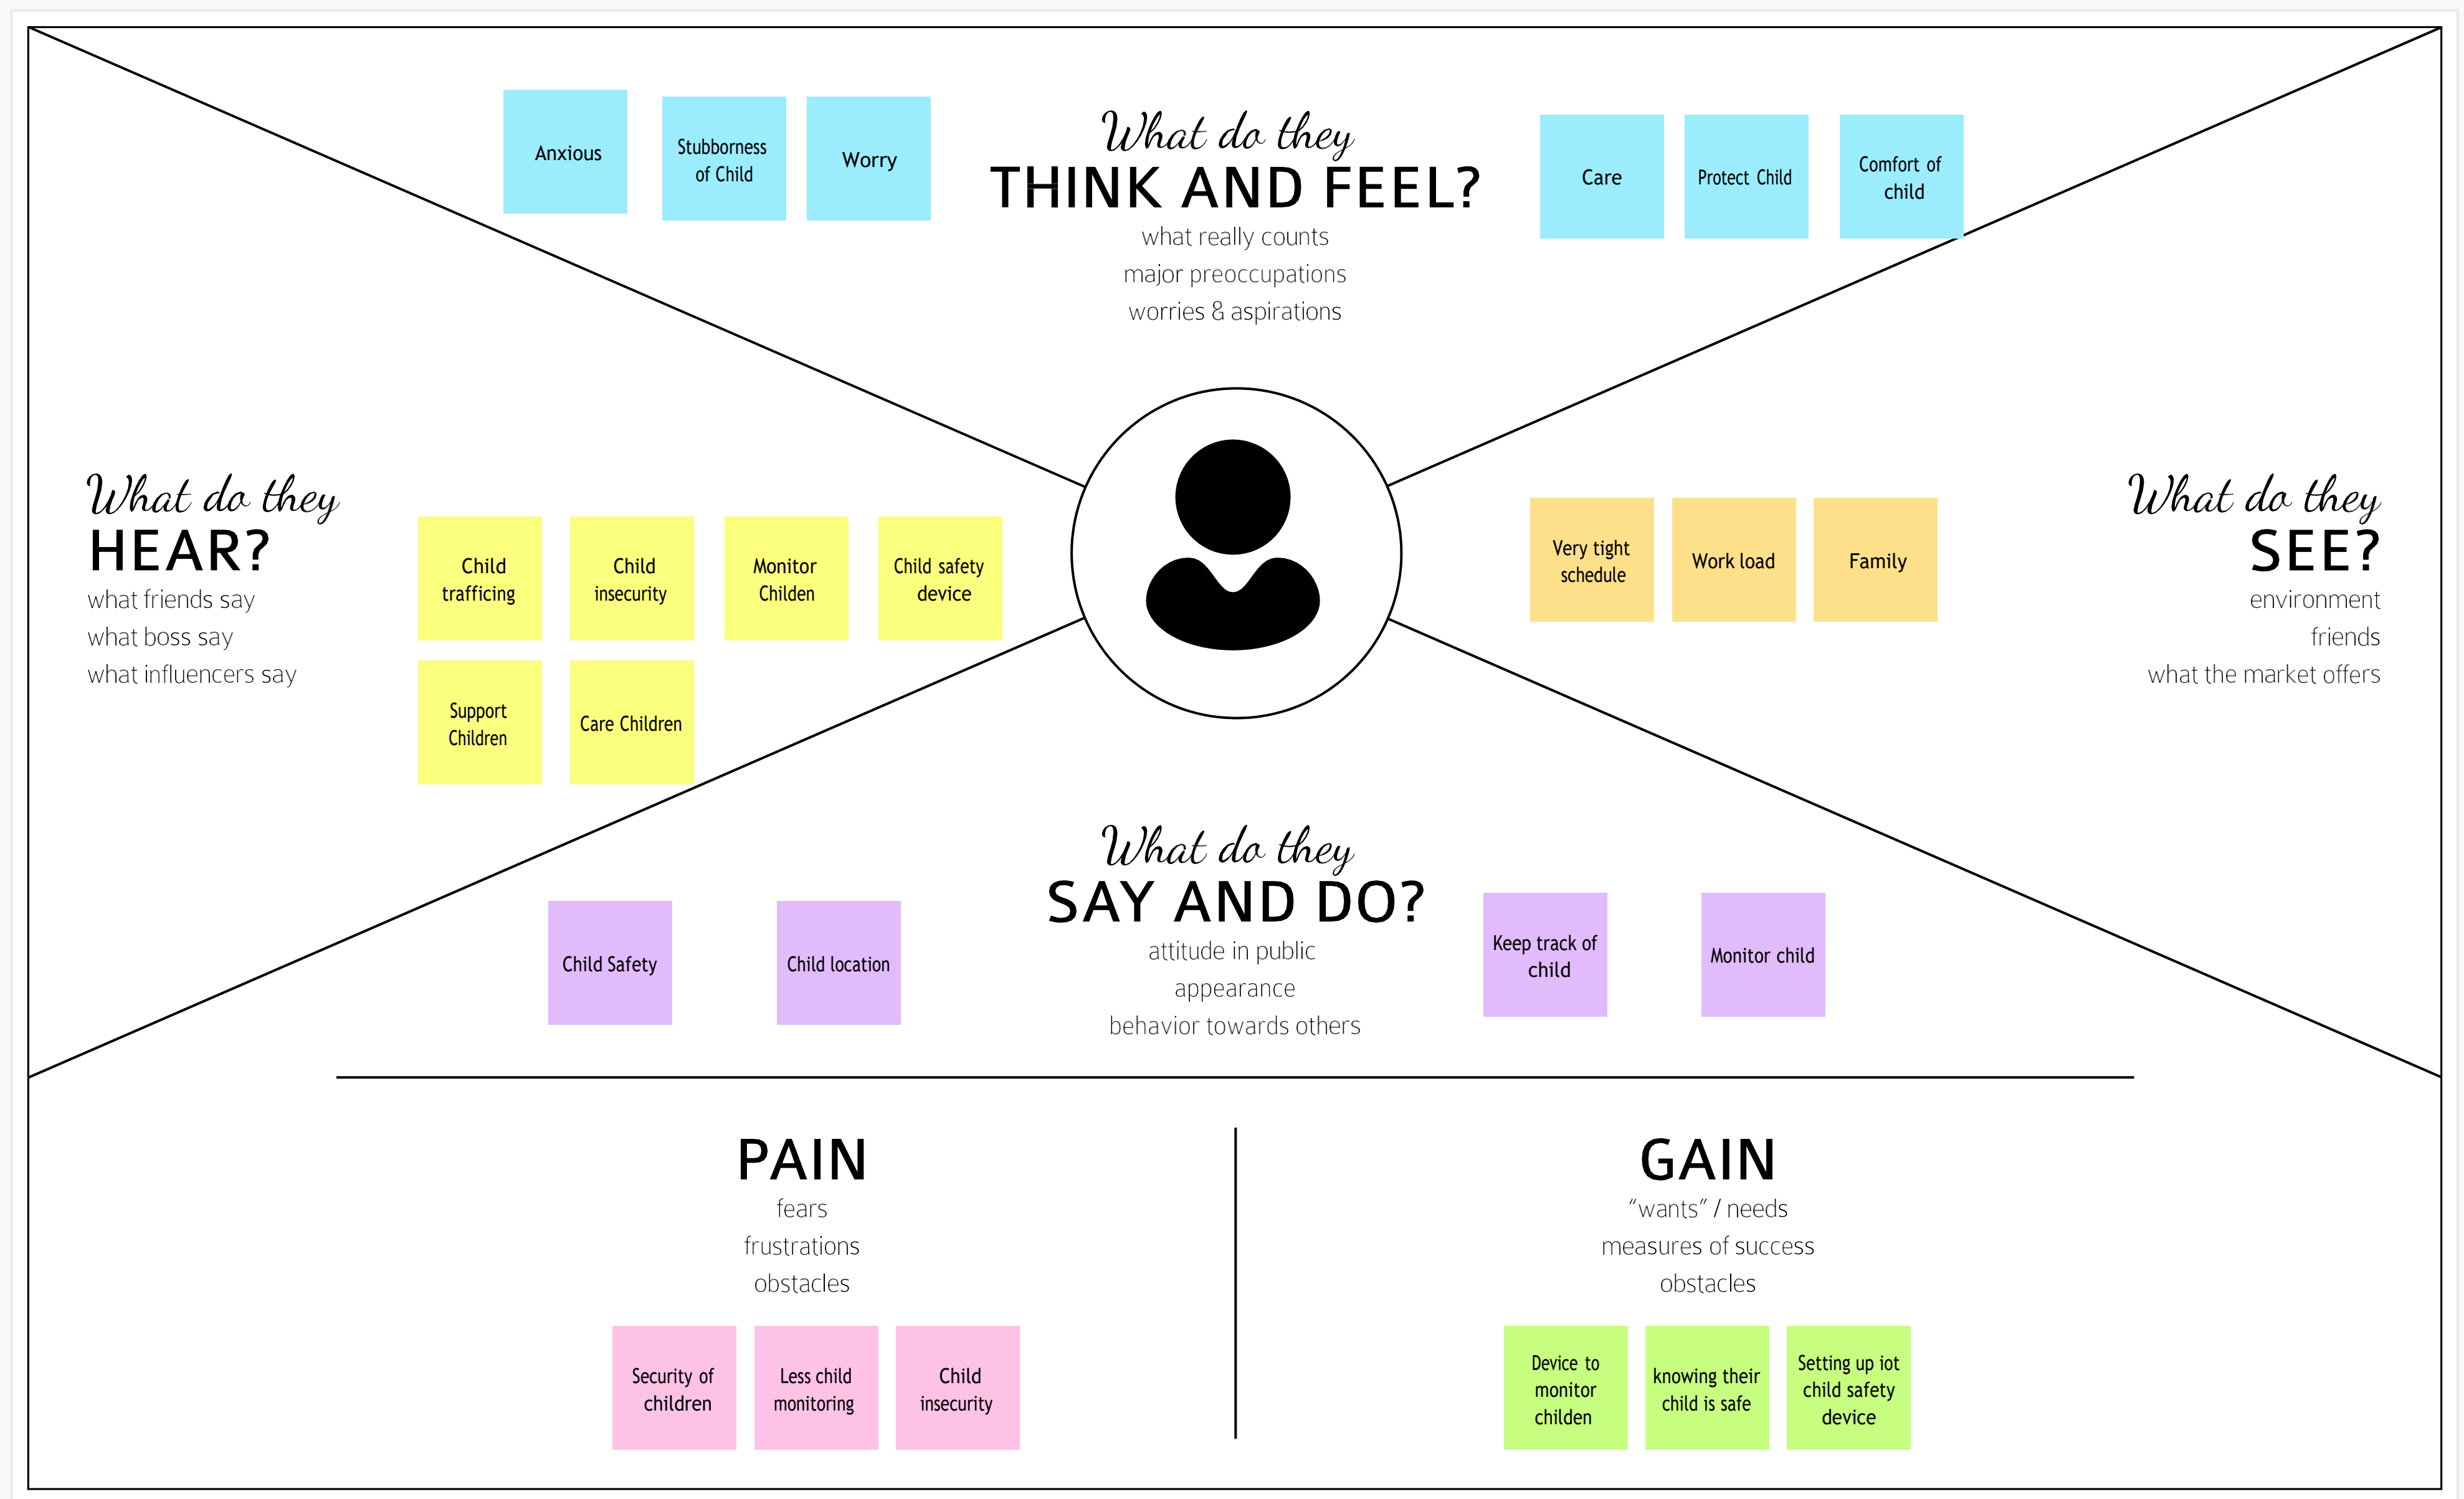 What do they
THINK AND FEEL?
what really counts
major preoccupations
worries & aspirations
Anxious
Stubborness
of Child
Worry
Care
Protect Child
Comfort of
child
What do they
HEAR?
what friends say
what boss say
what influencers say
Child
trafficing
Child
insecurity
Monitor
Childen
Child safety
device
Support
Children
Care Children
What do they
SEE?
environment
friends
what the market offers
Very tight
schedule
Work load
Family
What do they
SAY AND DO?
attitude in public
appearance
behavior towards others
Child Safety
Child location
Keep track of
child
Monitor child
PAIN
fears
frustrations
obstacles
Security of
children
Less child
monitoring
Child
insecurity
GAIN
“wants” / needs
measures of success
obstacles
Device to
monitor
childen
knowing their
child is safe
Setting up iot
child safety
device